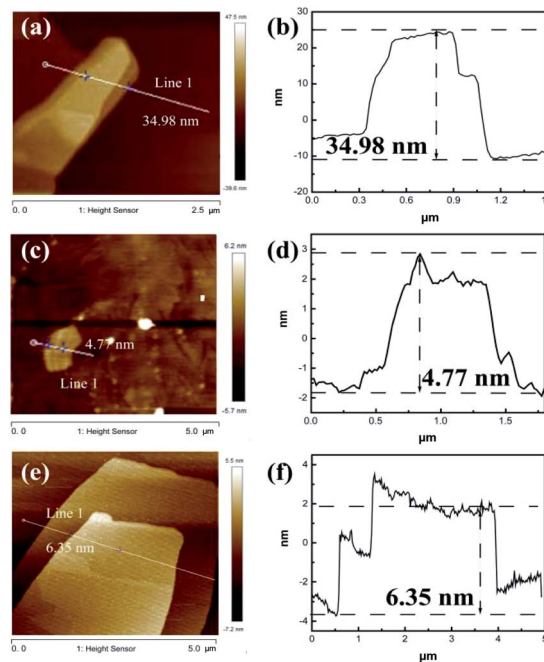 (a)
47.5 nm
Line 1
34.98 nm
-39.6 nm
0. 0 1: Height Sensor 2.5 µm
(b)
30
20
10
0
-10
-20
nm
34.98 nm
0.0 0.3 0.6 0.9 1.2 1.5
µm
(c)
6.2 nm
4.77 nm
Line 1
-5.7 nm
0. 0 1: Height Sensor 5.0 µm
(d)
3
2
1
0
-1
-2
nm
4.77 nm
0.0 0.5 1.0 1.5
µm
(e)
5.5 nm
Line 1
6.35 nm
-7.2 nm
0. 0 1: Height Sensor 5.0 µm
(f)
4
2
0
-2
-4
nm
6.35 nm
0 1 2 3 4 5
µm